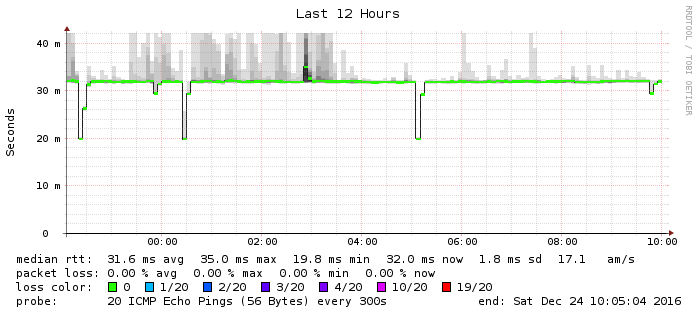 Last 12 Hours
RRDTOOL / TOBI OETIKER
Seconds
40 m
30 m
20 m
10 m
0
00:00 02:00 04:00 06:00 08:00 10:00
median rtt: 31.6 ms avg 35.0 ms max 19.8 ms min 32.0 ms now 1.8 ms sd 17.1 am/s
packet loss: 0.00 % avg 0.00 % max 0.00 % min 0.00 % now
loss color: 0 1/20 2/20 3/20 4/20 10/20 19/20
probe: 20 ICMP Echo Pings (56 Bytes) every 300s end: Sat Dec 24 10:05:04 2016